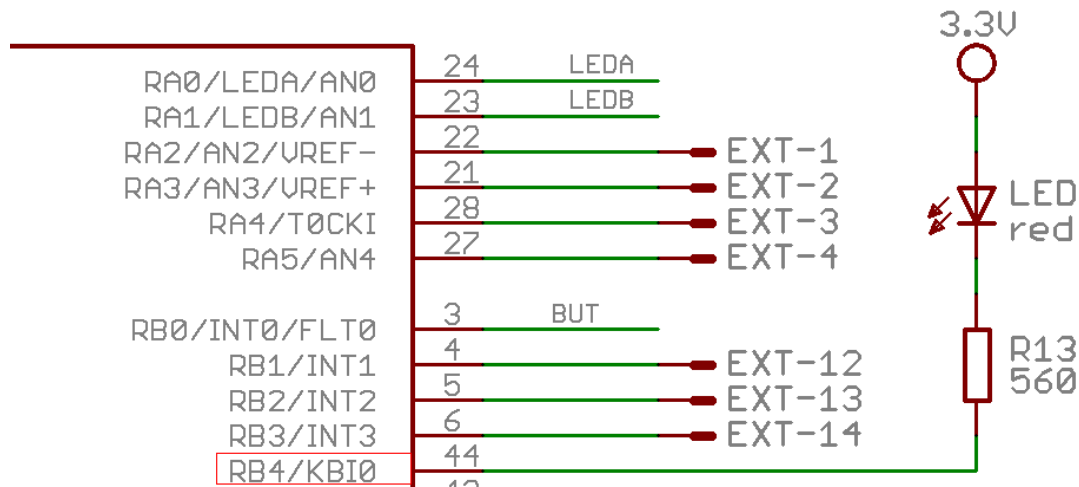 3.3V
RA0/LEDA/AN0 24 LEDA
RA1/LEDB/AN1 23 LEDB
RA2/AN2/VREF- 22 EXT-1
RA3/AN3/VREF+ 21 EXT-2
LED
RA4/T0CKI 28 EXT-3
red
RA5/AN4 27 EXT-4
RB0/INT0/FLT0 3 BUT
RB1/INT1 4 EXT-12
R13
560
RB2/INT2 5 EXT-13
RB3/INT3 6 EXT-14
RB4/KBI0 44